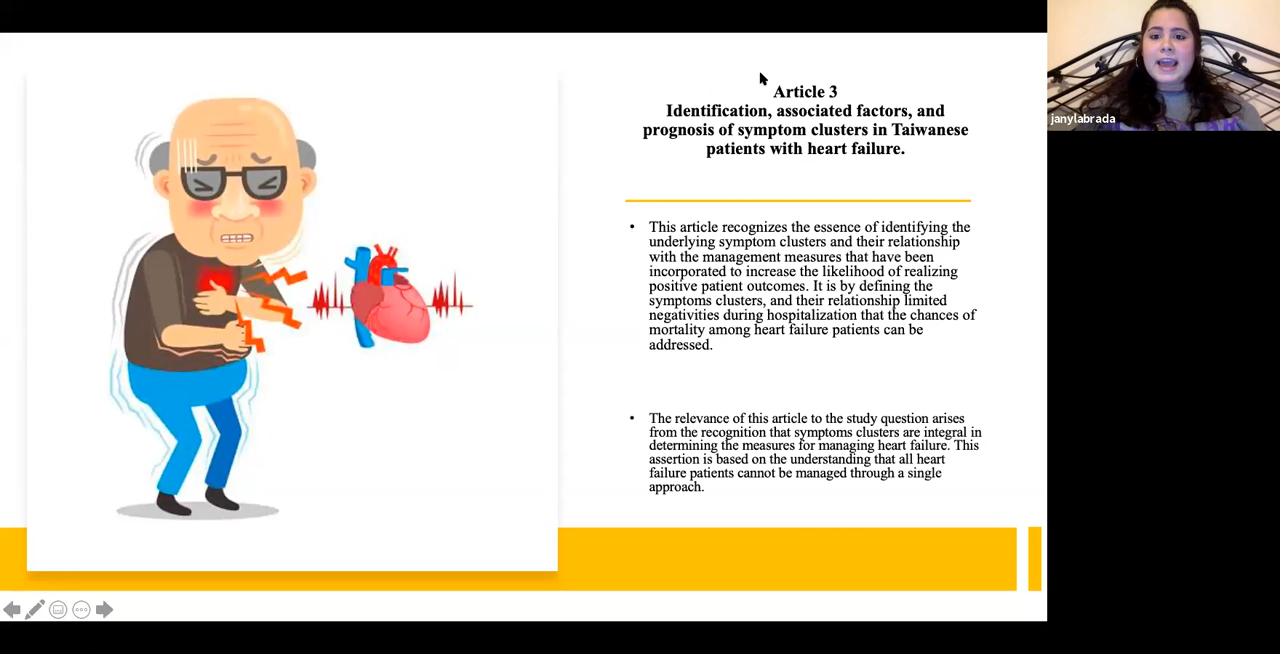 Article 3
Identification, associated factors, and
prognosis of symptom clusters in Taiwanese
patients with heart failure.
janylabrada
• This article recognizes the essence of identifying the
underlying symptom clusters and their relationship
with the management measures that have been
incorporated to increase the likelihood of realizing
positive patient outcomes. It is by defining the
symptoms clusters, and their relationship limited
negativities during hospitalization that the chances of
mortality among heart failure patients can be
addressed.
• The relevance of this article to the study question arises
from the recognition that symptoms clusters are integral in
determining the measures for managing heart failure. This
assertion is based on the understanding that all heart
failure patients cannot be managed through a single
approach.